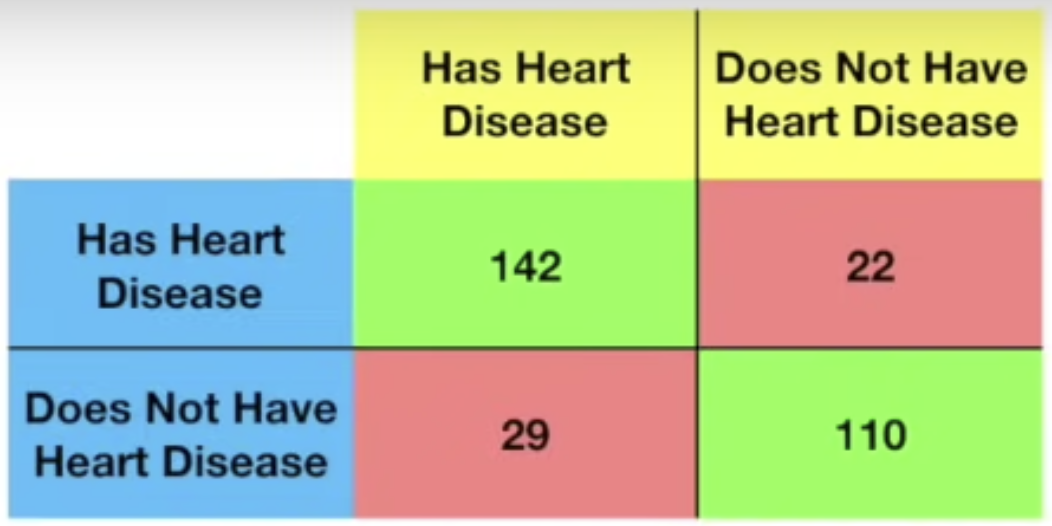 Has Heart
Disease
Does Not Have
Heart Disease
Has Heart
Disease
142
22
Does Not Have
Heart Disease
29
110